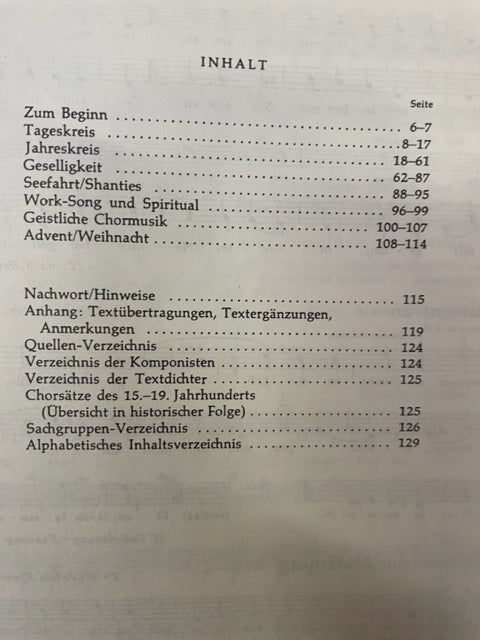 INHALT
Seite
Zum Beginn 6–7
Tageskreis 8–17
Jahreskreis 18–61
Geselligkeit 62–87
Seefahrt/Shanties 88–95
Work-Song und Spiritual 96–99
Geistliche Chormusik 100–107
Advent/Weihnacht 108–114
Nachwort/Hinweise 115
Anhang: Textübertragungen, Textergänzungen,
Anmerkungen 119
Quellen-Verzeichnis 124
Verzeichnis der Komponisten 124
Verzeichnis der Textdichter 125
Chorsätze des 15.–19. Jahrhunderts
(Übersicht in historischer Folge) 125
Sachgruppen-Verzeichnis 126
Alphabetisches Inhaltsverzeichnis 129